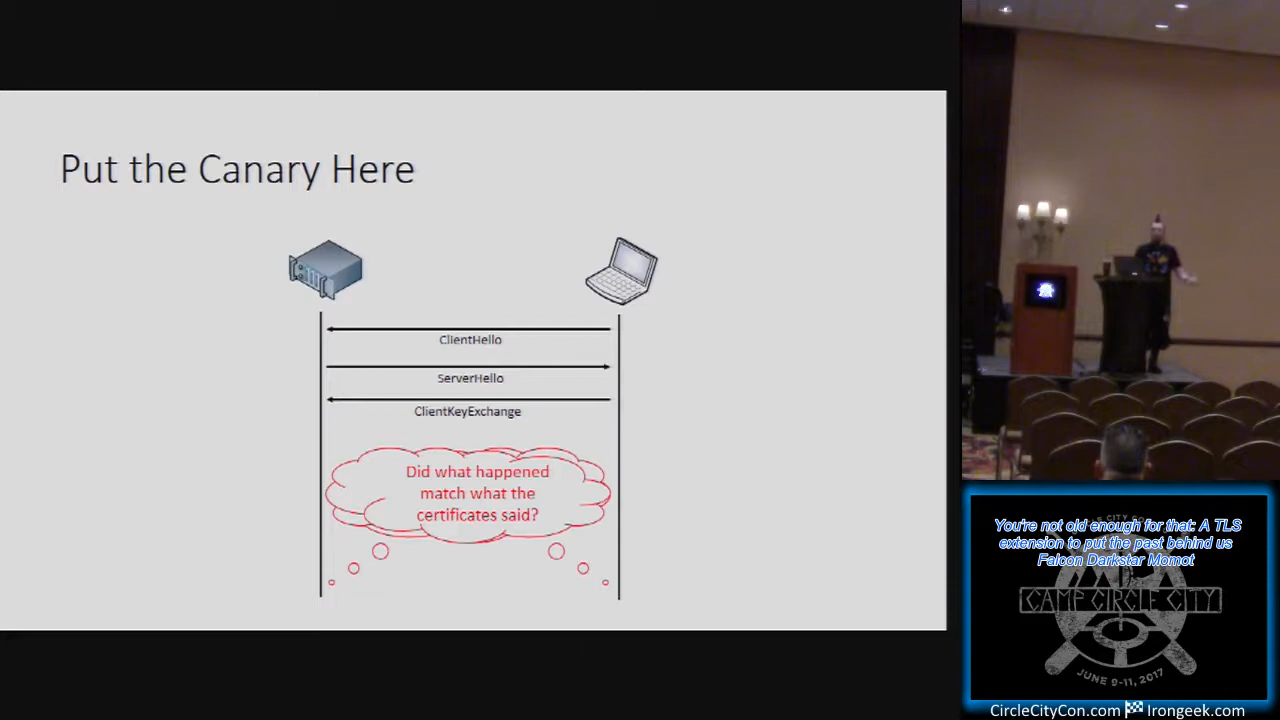 Put the Canary Here
ClientHello
ServerHello
ClientKeyExchange
Did what happened
match what the
certificates said?
You're not old enough for that: A TLS
extension to put the past behind us
Falcon Darkstar Momot
CAMP CIRCLE CITY
JUNE 9-11, 2017
CircleCityCon.com Irongeek.com